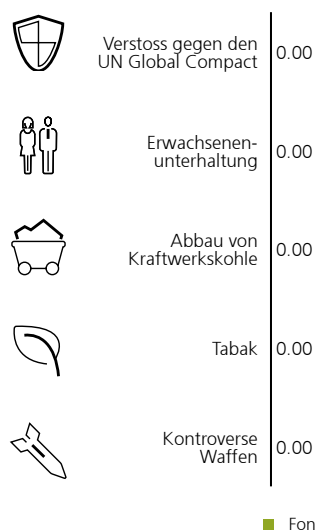 Verstoss gegen den
UN Global Compact
0.00
Erwachsenen-
unterhaltung
0.00
Abbau von
Kraftwerkskohle
0.00
Tabak
0.00
Kontroverse
Waffen
0.00
Fon